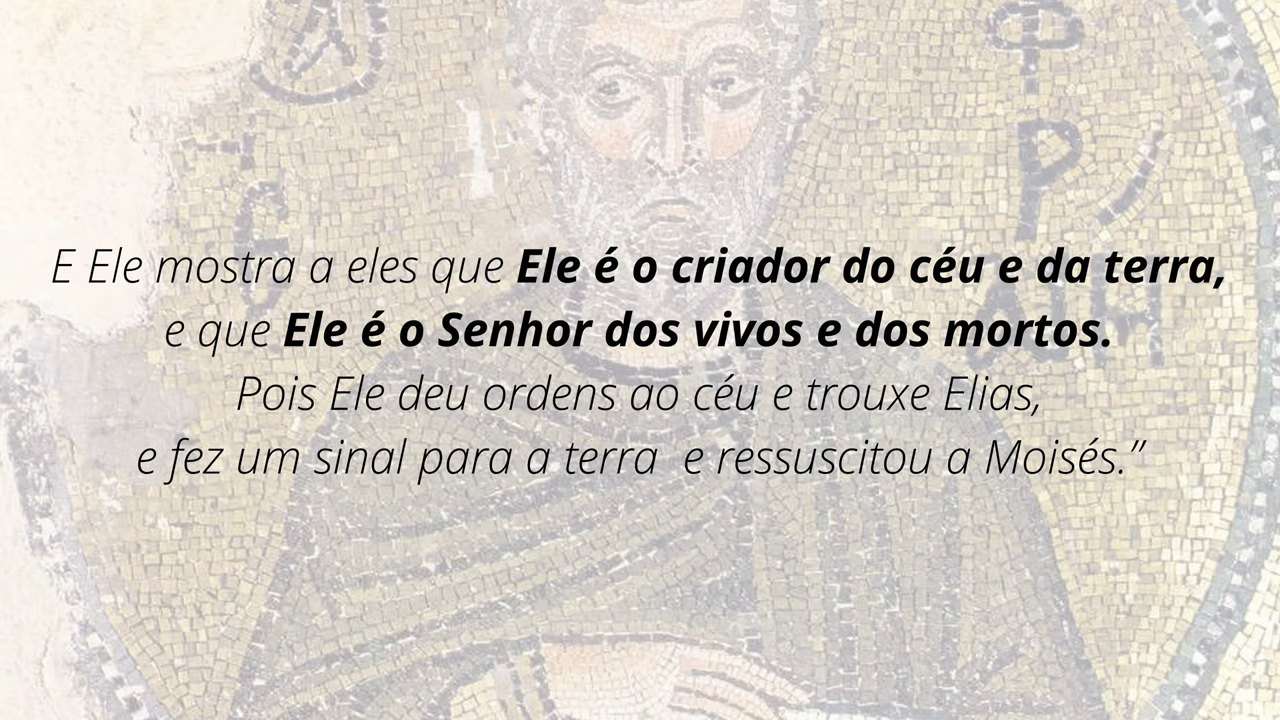 E Ele mostra a eles que Ele é o criador do céu e da terra,
e que Ele é o Senhor dos vivos e dos mortos.
Pois Ele deu ordens ao céu e trouxe Elias,
e fez um sinal para a terra  e ressuscitou a Moisés.”